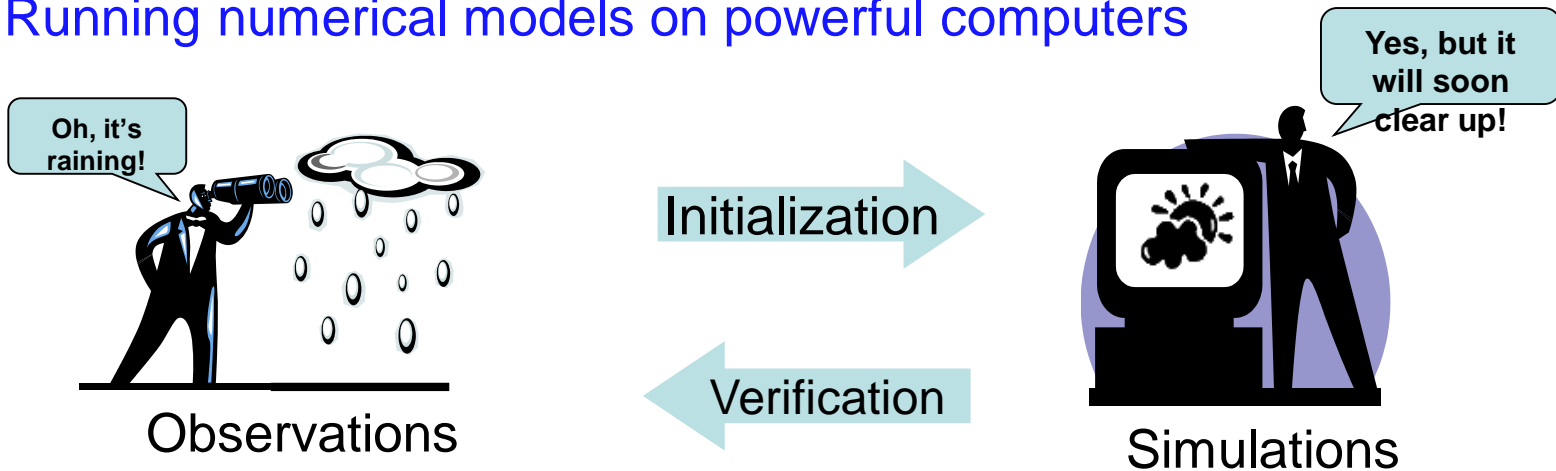 Running numerical models on powerful computers
Oh, it's
raining!
Yes, but it
will soon
clear up!
Initialization
Verification
Observations
Simulations